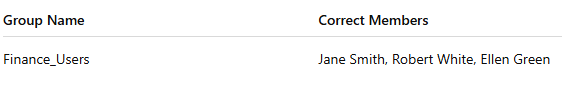 Group Name Correct Members
Finance_Users Jane Smith, Robert White, Ellen Green